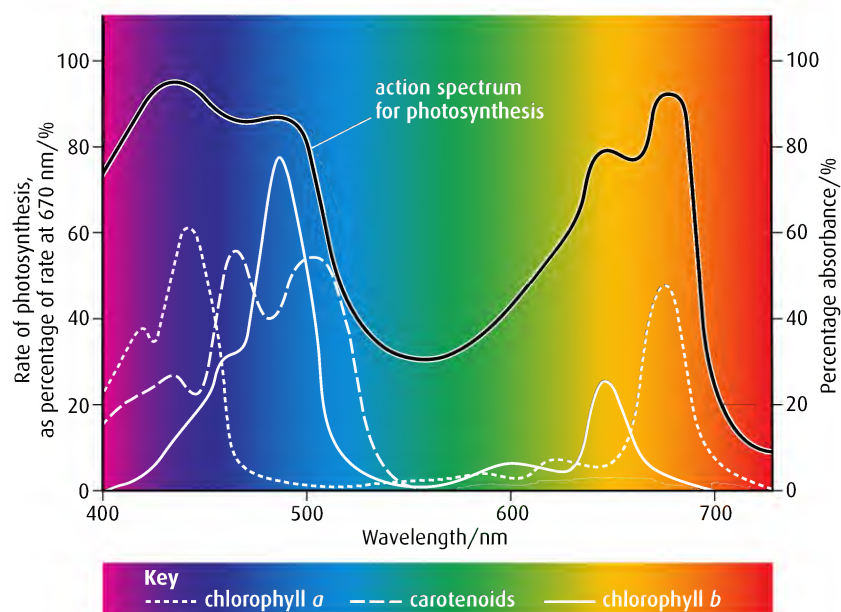 Rate of photosynthesis,
as percentage of rate at 670 nm/%
100
80
60
40
20
0
action spectrum
for photosynthesis
100
80
60
40
20
0
Percentage absorbance/%
400
500
600
700
Wavelength/nm
Key
chlorophyll a
carotenoids
chlorophyll b